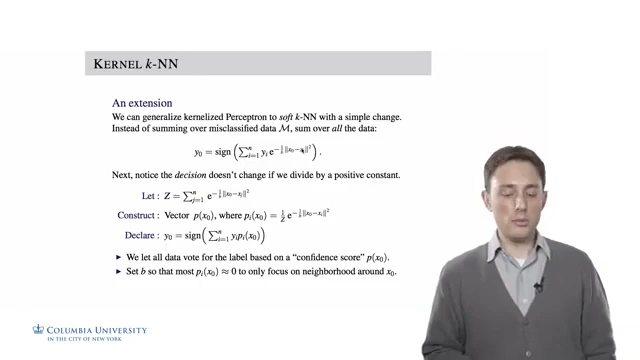 KERNEL k-NN
An extension
We can generalize kernelized Perceptron to soft k-NN with a simple change.
Instead of summing over misclassified data M, sum over all the data:
y₀ = sign(∑ⁿᵢ₌₁ yᵢ e^(−(1/b)‖x₀−xᵢ‖²)).
Next, notice the decision doesn't change if we divide by a positive constant.
Let : Z = ∑ⁿⱼ₌₁ e^(−(1/b)‖x₀−xⱼ‖²)
Construct : Vector p(x₀), where pᵢ(x₀) = (1/Z) e^(−(1/b)‖x₀−xᵢ‖²)
Declare : y₀ = sign(∑ⁿᵢ₌₁ yᵢpᵢ(x₀))
▶ We let all data vote for the label based on a "confidence score" p(x₀).
▶ Set b so that most pᵢ(x₀) ≈ 0 to only focus on neighborhood around x₀.
COLUMBIA UNIVERSITY
IN THE CITY OF NEW YORK